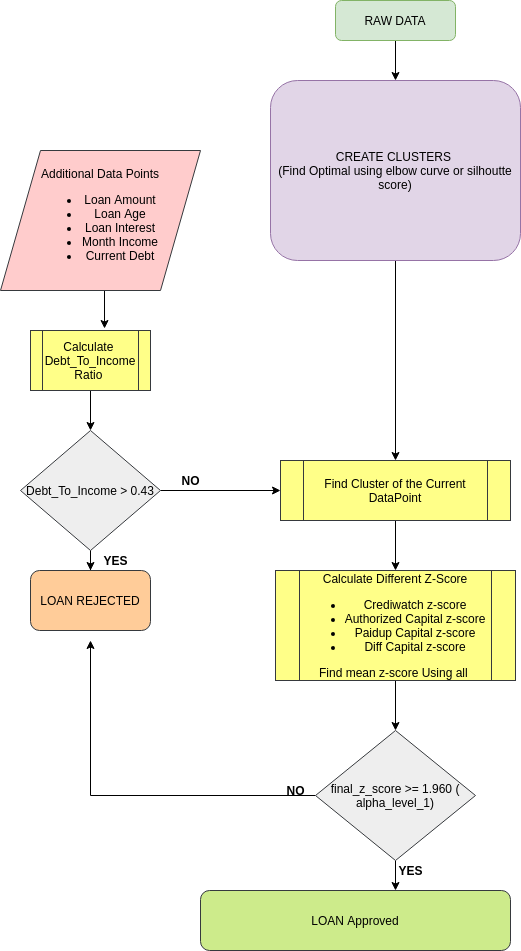 RAW DATA
CREATE CLUSTERS
(Find Optimal using elbow curve or silhoutte
score)
Additional Data Points
• Loan Amount
• Loan Age
• Loan Interest
• Month Income
• Current Debt
Calculate
Debt_To_Income
Ratio
Debt_To_Income > 0.43
NO
YES
LOAN REJECTED
Find Cluster of the Current
DataPoint
Calculate Different Z-Score
• Crediwatch z-score
• Authorized Capital z-score
• Paidup Capital z-score
• Diff Capital z-score
Find mean z-score Using all
final_z_score >= 1.960 (
alpha_level_1)
NO
YES
LOAN Approved